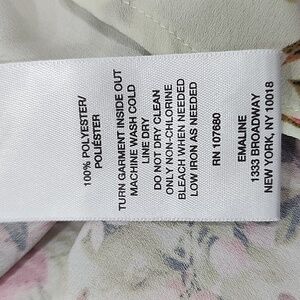 100% POLYESTER/
POLIÉSTER
TURN GARMENT INSIDE OUT
MACHINE WASH COLD
LINE DRY
DO NOT DRY CLEAN
ONLY NON-CHLORINE
BLEACH WHEN NEEDED
LOW IRON AS NEEDED
RN 107680
EMALINE
1333 BROADWAY
NEW YORK, NY 10018